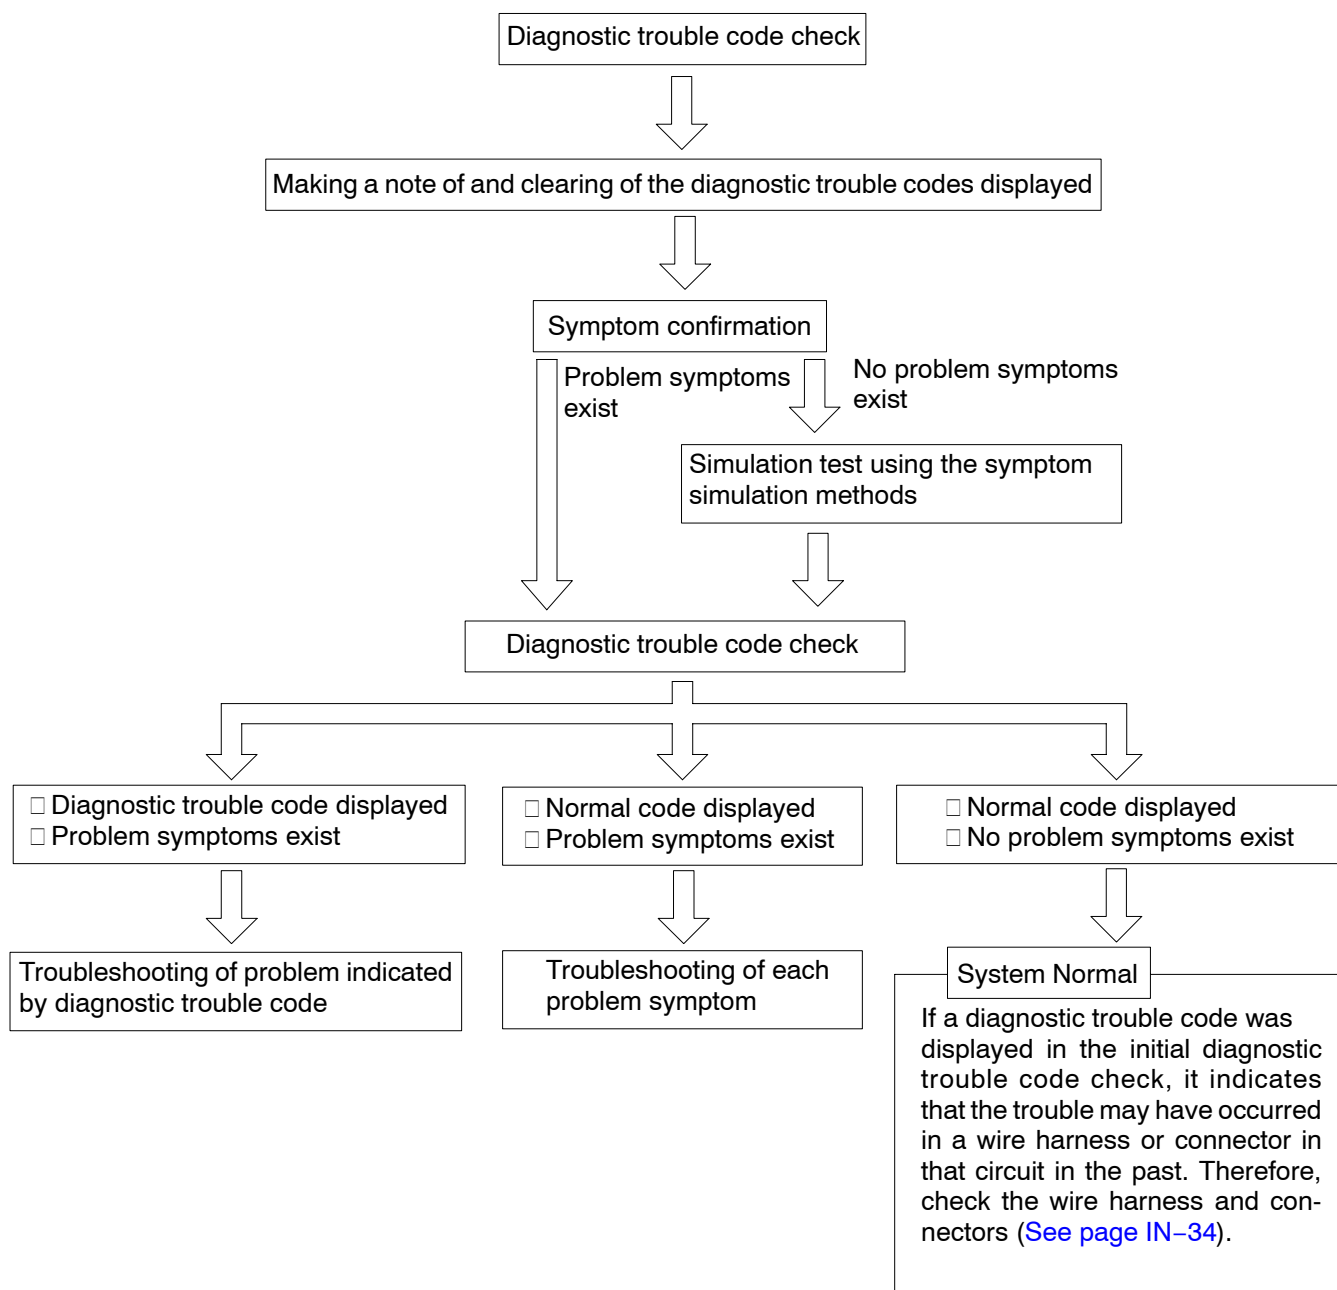 Diagnostic trouble code check
Making a note of and clearing of the diagnostic trouble codes displayed
Symptom confirmation
Problem symptoms
exist
No problem symptoms
exist
Simulation test using the symptom
simulation methods
Diagnostic trouble code check
□ Diagnostic trouble code displayed
□ Problem symptoms exist
□ Normal code displayed
□ Problem symptoms exist
□ Normal code displayed
□ No problem symptoms exist
Troubleshooting of problem indicated
by diagnostic trouble code
Troubleshooting of each
problem symptom
System Normal
If a diagnostic trouble code was
displayed in the initial diagnostic
trouble code check, it indicates
that the trouble may have occurred
in a wire harness or connector in
that circuit in the past. Therefore,
check the wire harness and con-
nectors (See page IN−34).